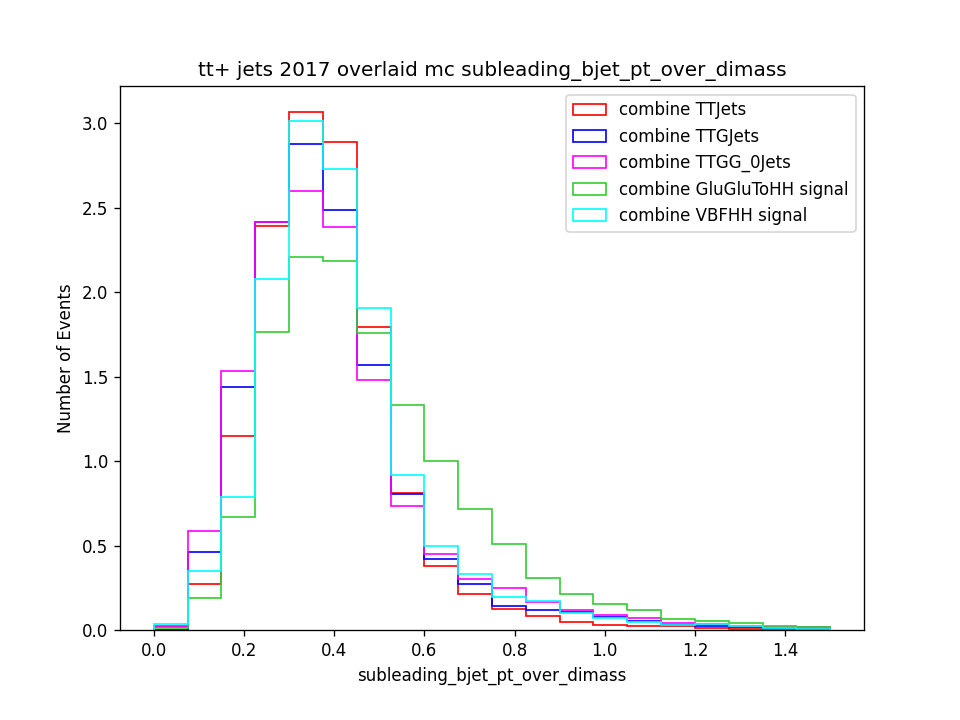 tt+ jets 2017 overlaid mc subleading_bjet_pt_over_dimass
combine TTJets
combine TTGJets
combine TTGG_0Jets
combine GluGluToHH signal
combine VBFHH signal
Number of Events
3.0
2.5
2.0
1.5
1.0
0.5
0.0
0.0 0.2 0.4 0.6 0.8 1.0 1.2 1.4
subleading_bjet_pt_over_dimass